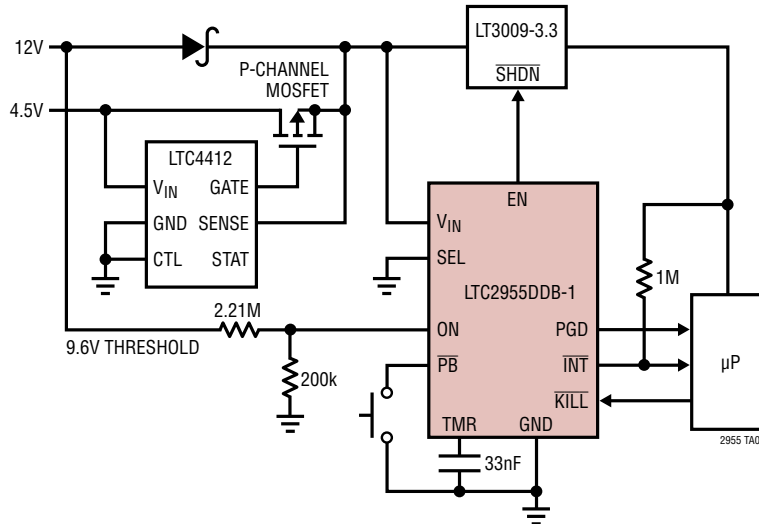 12V
LT3009-3.3
SHDN
P-CHANNEL
MOSFET
4.5V
LTC4412
VIN
GATE
GND
SENSE
CTL
STAT
EN
VIN
SEL
LTC2955DDB-1
1M
2.21M
9.6V THRESHOLD
ON
PGD
200k
PB
INT
µP
KILL
TMR
GND
33nF
2955 TA0